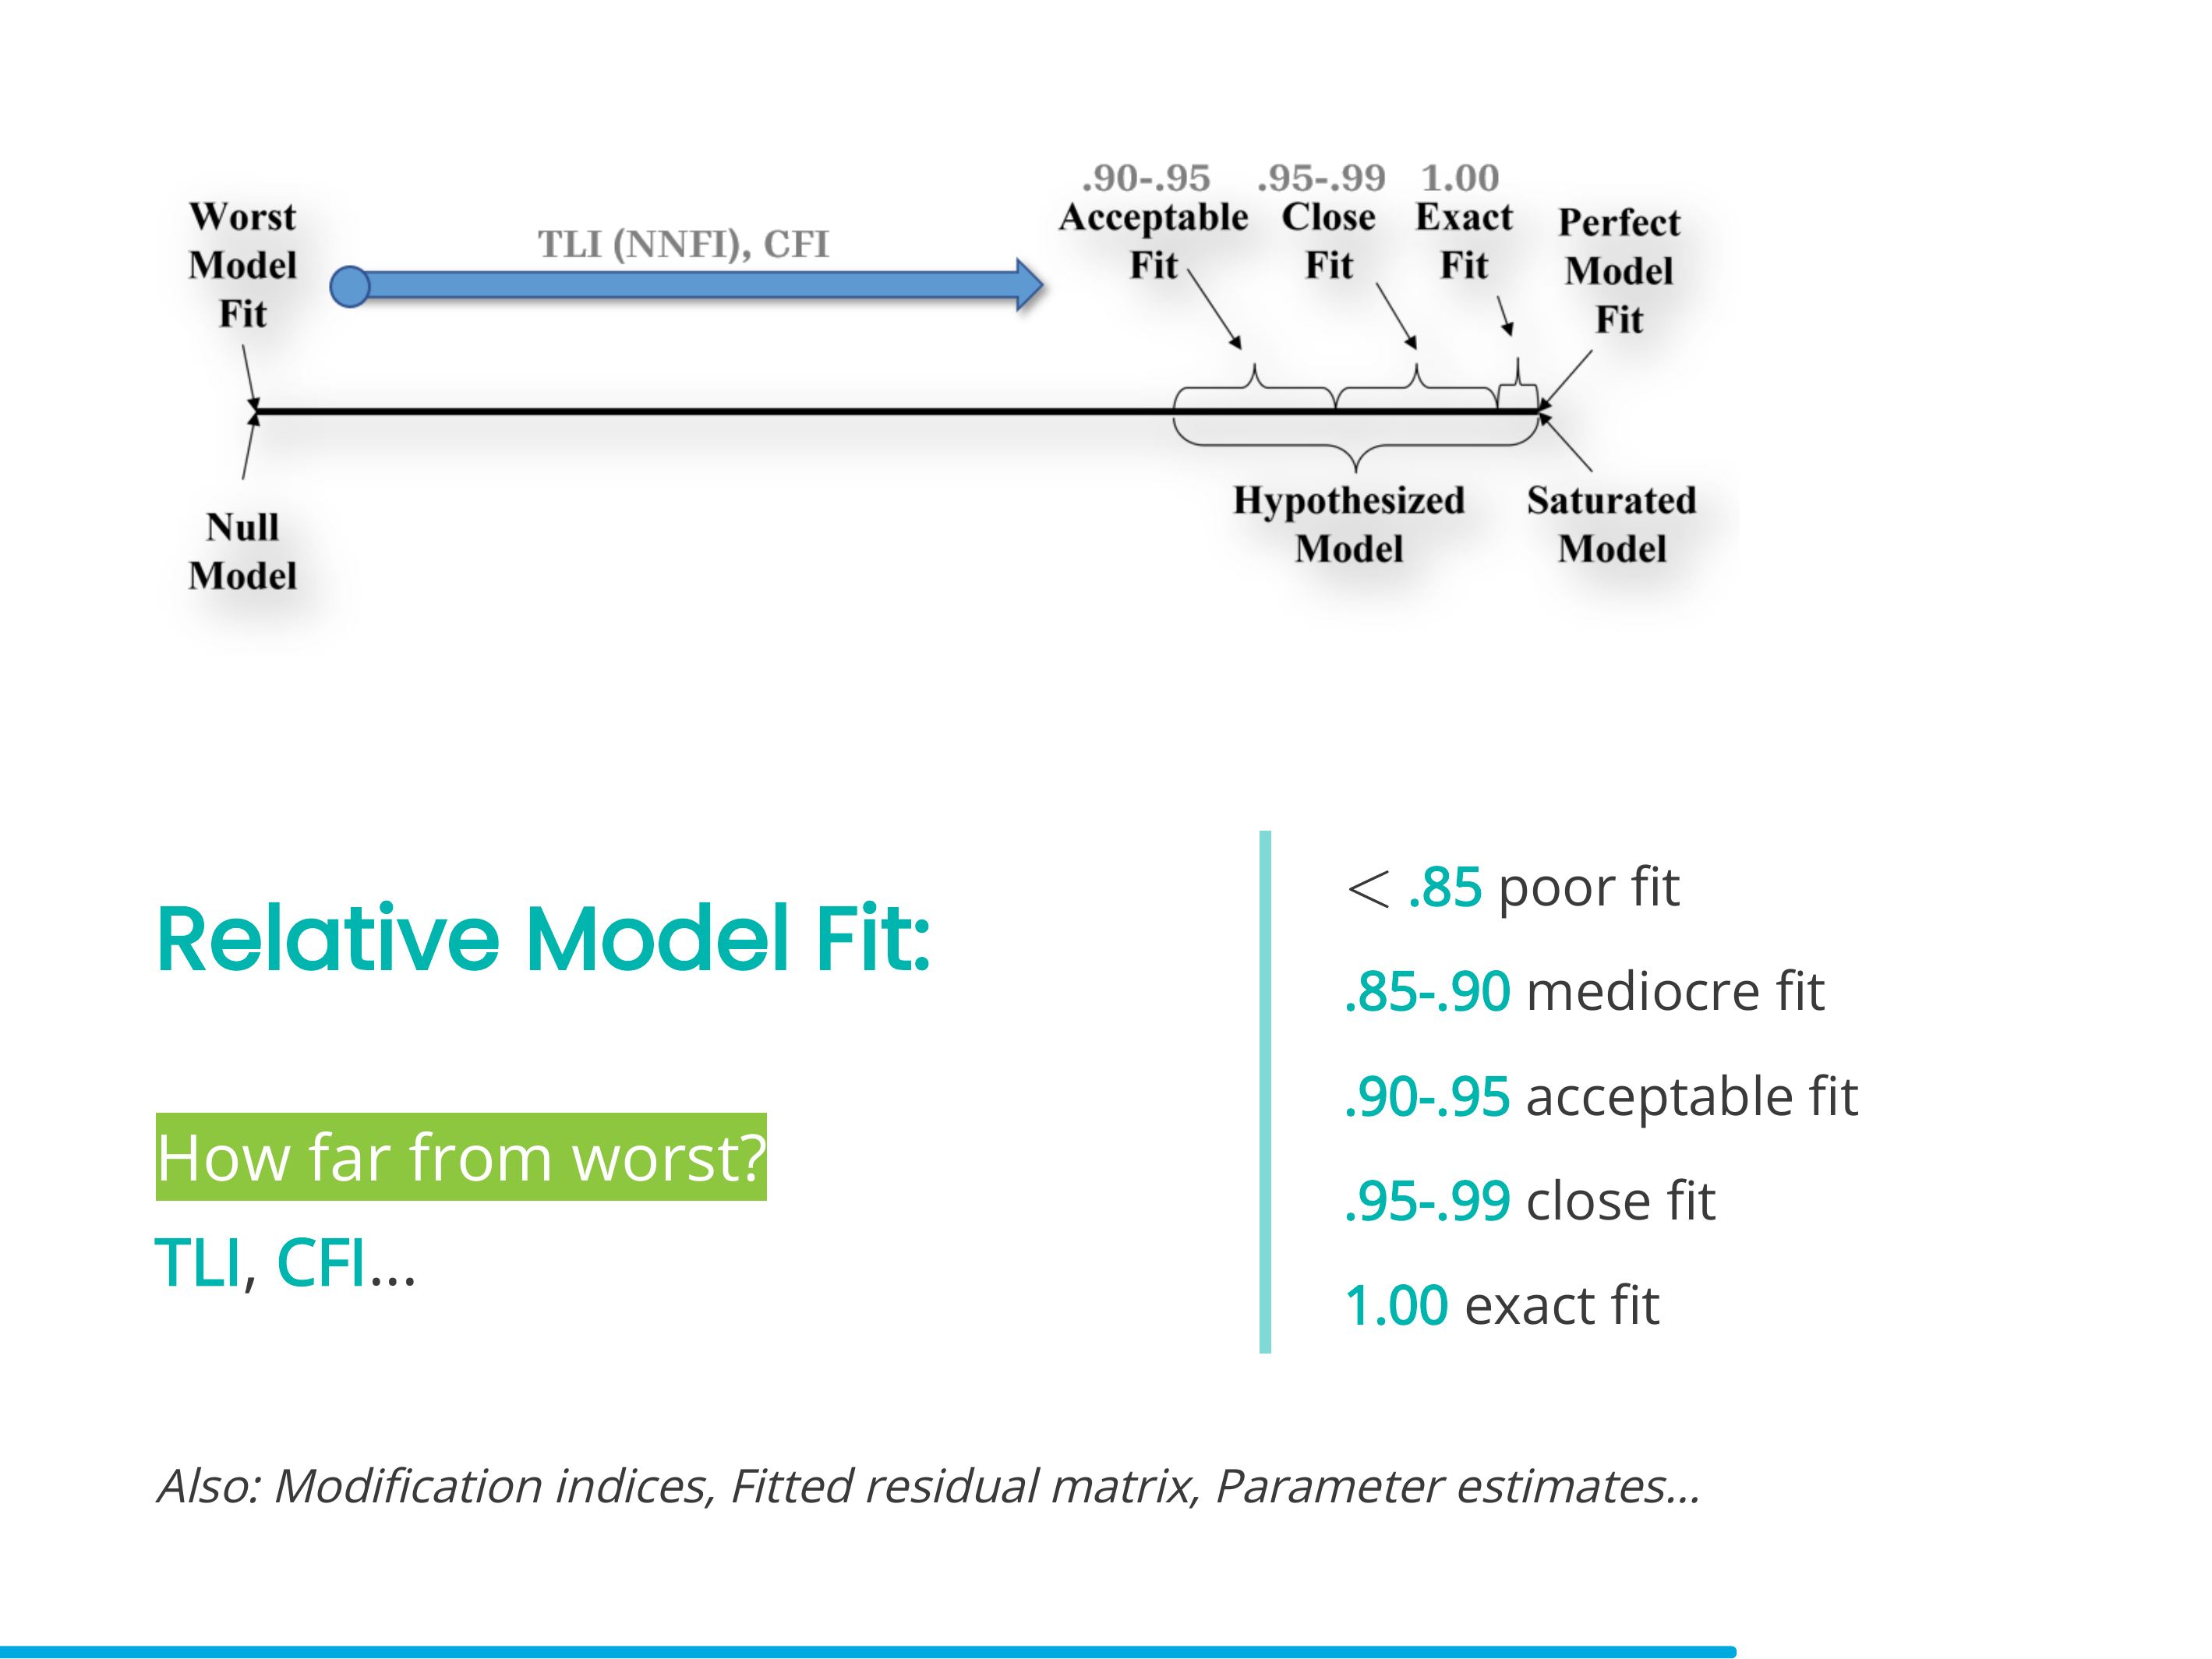 Worst
Model
Fit
TLI (NNFI), CFI
.90-.95
Acceptable
Fit
.95-.99
Close
Fit
1.00
Exact
Fit
Perfect
Model
Fit
Null
Model
Hypothesized
Model
Saturated
Model
Relative Model Fit:
How far from worst?
TLI, CFI...
< .85 poor fit
.85-.90 mediocre fit
.90-.95 acceptable fit
.95-.99 close fit
1.00 exact fit
Also: Modification indices, Fitted residual matrix, Parameter estimates...